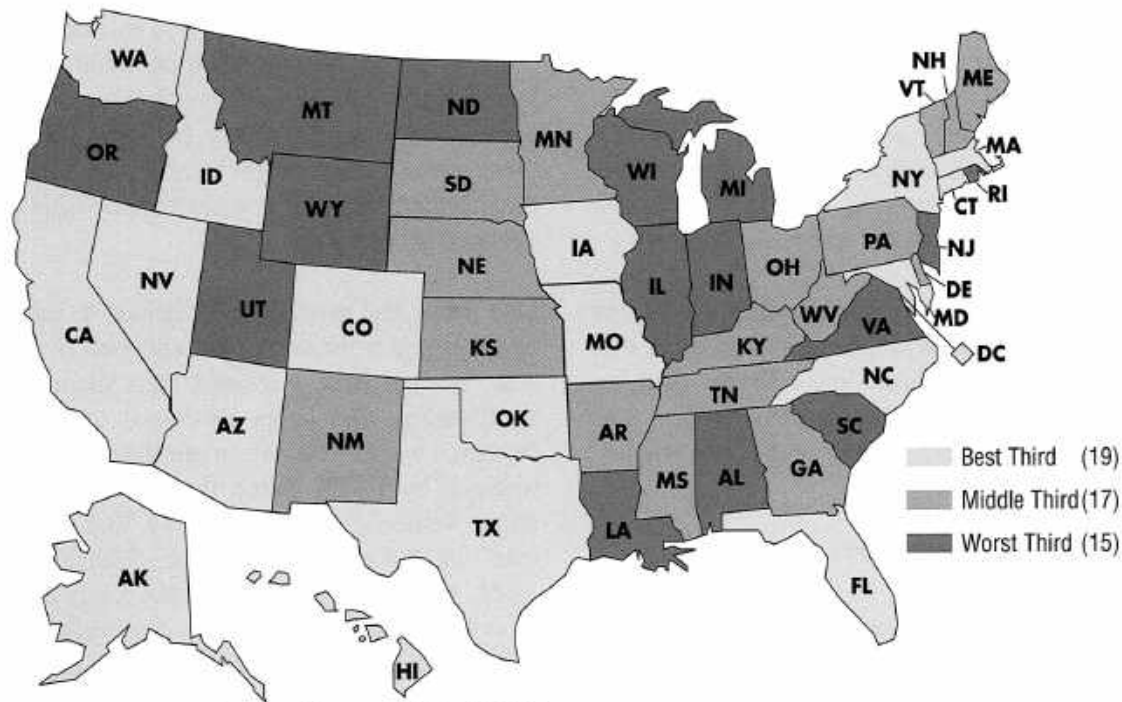 WA
MT
ND
MN
OR
ID
WY
SD
WI
MI
NH
VT
ME
MA
NY
RI
CT
NV
UT
CO
NE
IA
IL
IN
OH
PA
NJ
DE
MD
DC
CA
KS
MO
KY
WV
VA
NC
AZ
NM
OK
AR
TN
SC
TX
LA
MS
AL
GA
FL
AK
HI
Best Third (19)
Middle Third (17)
Worst Third (15)